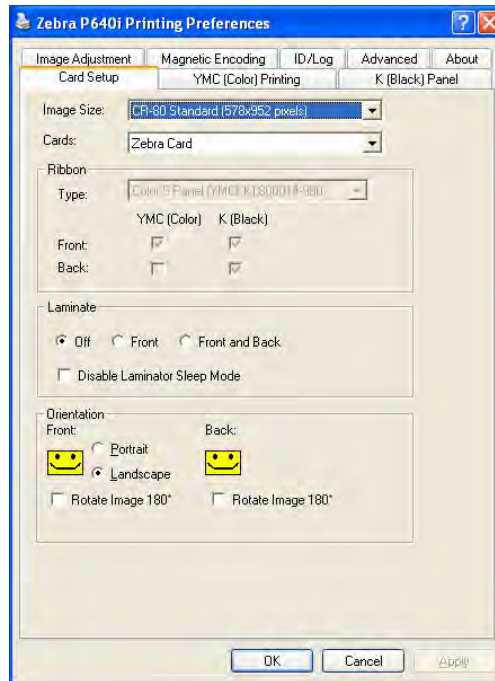 Zebra P640i Printing Preferences
Image Adjustment Magnetic Encoding ID/Log Advanced About
Card Setup YMC (Color) Printing K (Black) Panel
Image Size: CR-80 Standard (578x952 pixels)
Cards: Zebra Card
Ribbon
Type: Color 5 Panel
YMC (Color) K (Black)
Front:
Back:
Laminate
Off Front Front and Back
Disable Laminator Sleep Mode
Orientation
Front: Back:
Portrait
Landscape
Rotate Image 180° Rotate Image 180°
OK Cancel Apply